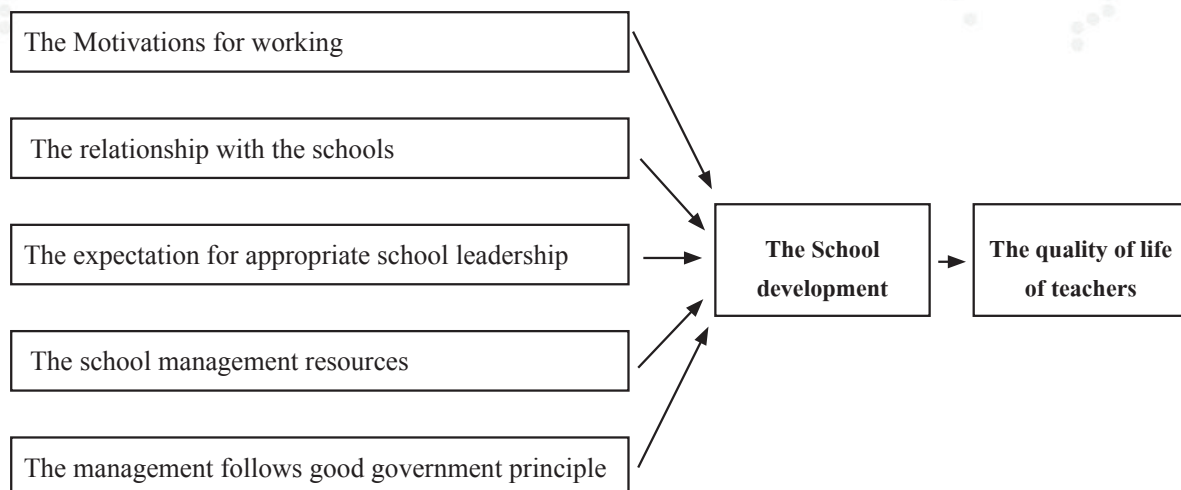 The Motivations for working
The relationship with the schools
The expectation for appropriate school leadership
The school management resources
The management follows good government principle
The School
development
The quality of life
of teachers